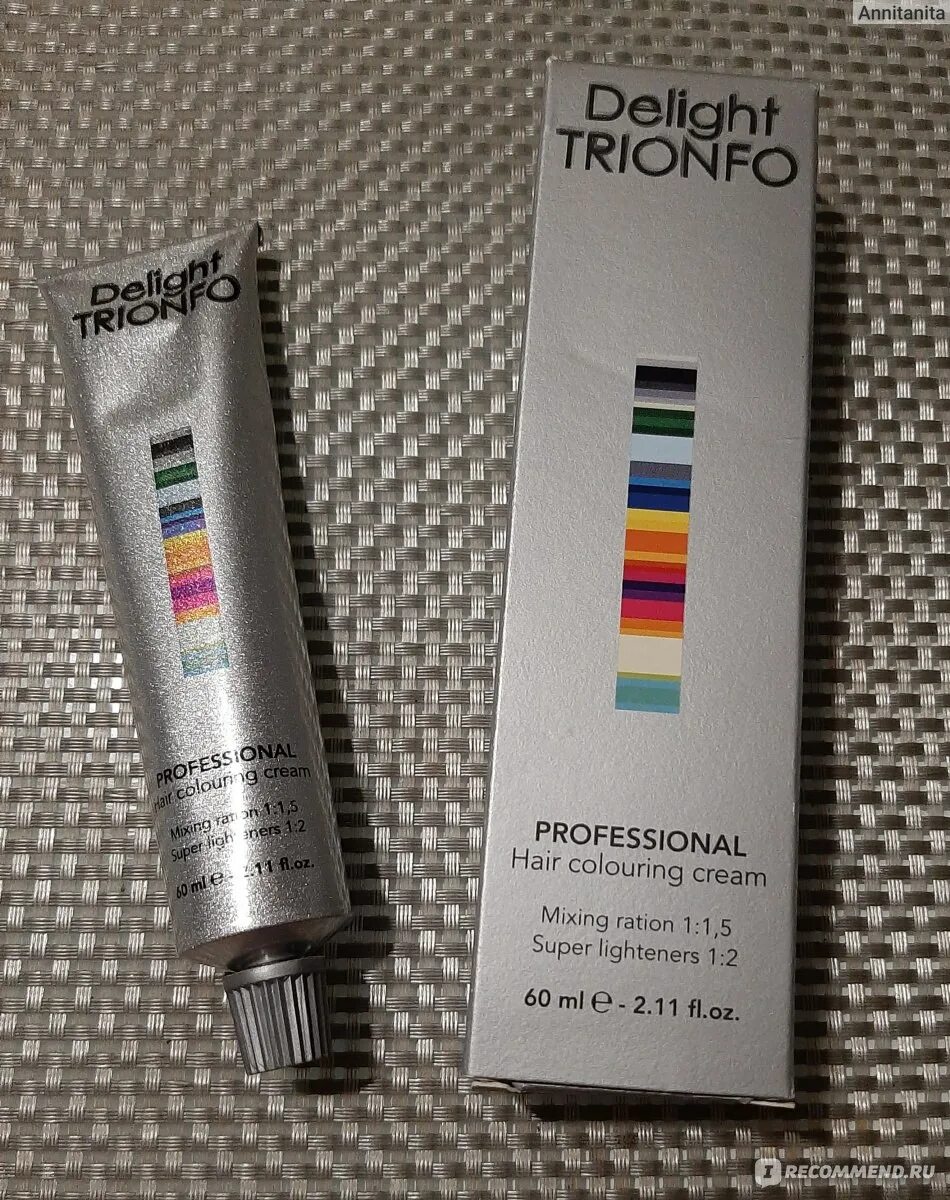 Annitanita
Delight
TRIONFO
PROFESSIONAL
Hair colouring cream
Mixing ration 1:1,5
Super lighteners 1:2
60 ml ℮ - 2.11 fl.oz.
Delight
TRIONFO
PROFESSIONAL
Hair colouring cream
Mixing ration 1:1,5
Super lighteners 1:2
60 ml ℮ - 2.11 fl.oz.
IRECOMMEND.RU